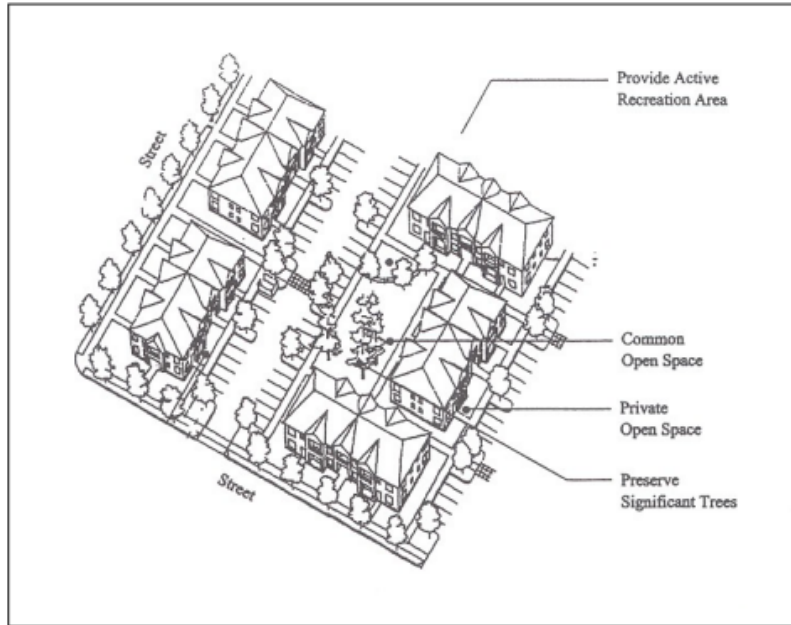 Provide Active
Recreation Area
Street
Common
Open Space
Private
Open Space
Preserve
Significant Trees
Street